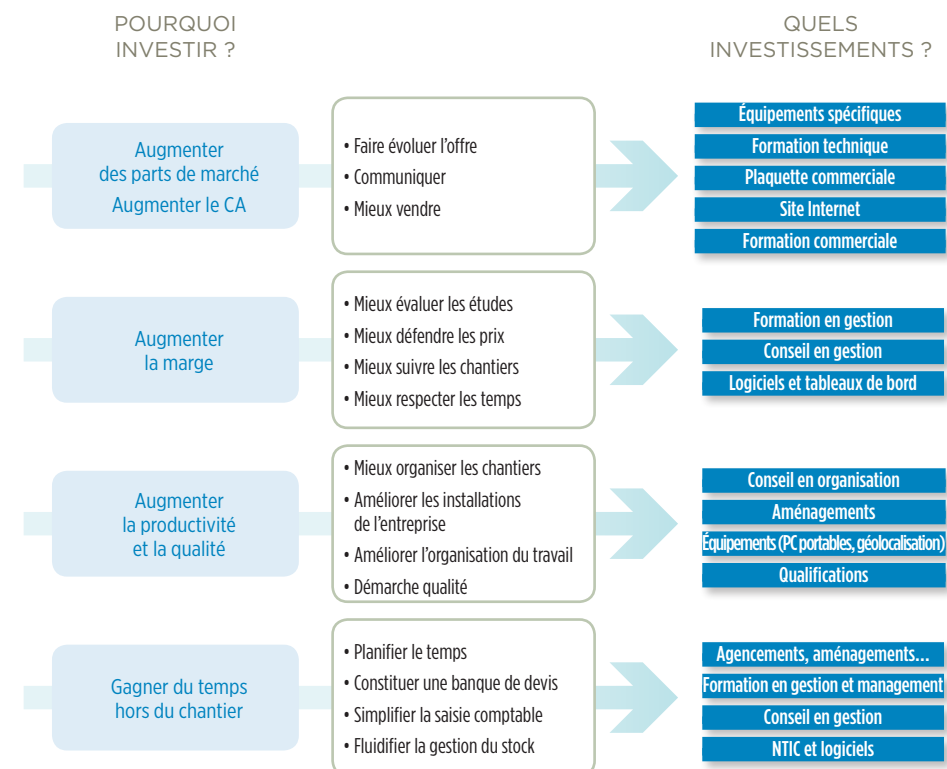 POURQUOI
INVESTIR ?
QUELS
INVESTISSEMENTS ?
Augmenter
des parts de marché
Augmenter le CA
• Faire évoluer l'offre
• Communiquer
• Mieux vendre
Équipements spécifiques
Formation technique
Plaquette commerciale
Site Internet
Formation commerciale
Augmenter
la marge
• Mieux évaluer les études
• Mieux défendre les prix
• Mieux suivre les chantiers
• Mieux respecter les temps
Formation en gestion
Conseil en gestion
Logiciels et tableaux de bord
Augmenter
la productivité
et la qualité
• Mieux organiser les chantiers
• Améliorer les installations
de l'entreprise
• Améliorer l'organisation du travail
• Démarche qualité
Conseil en organisation
Aménagements
Équipements (PC portables, géolocalisation)
Qualifications
Gagner du temps
hors du chantier
• Planifier le temps
• Constituer une banque de devis
• Simplifier la saisie comptable
• Fluidifier la gestion du stock
Agencements, aménagements...
Formation en gestion et management
Conseil en gestion
NTIC et logiciels